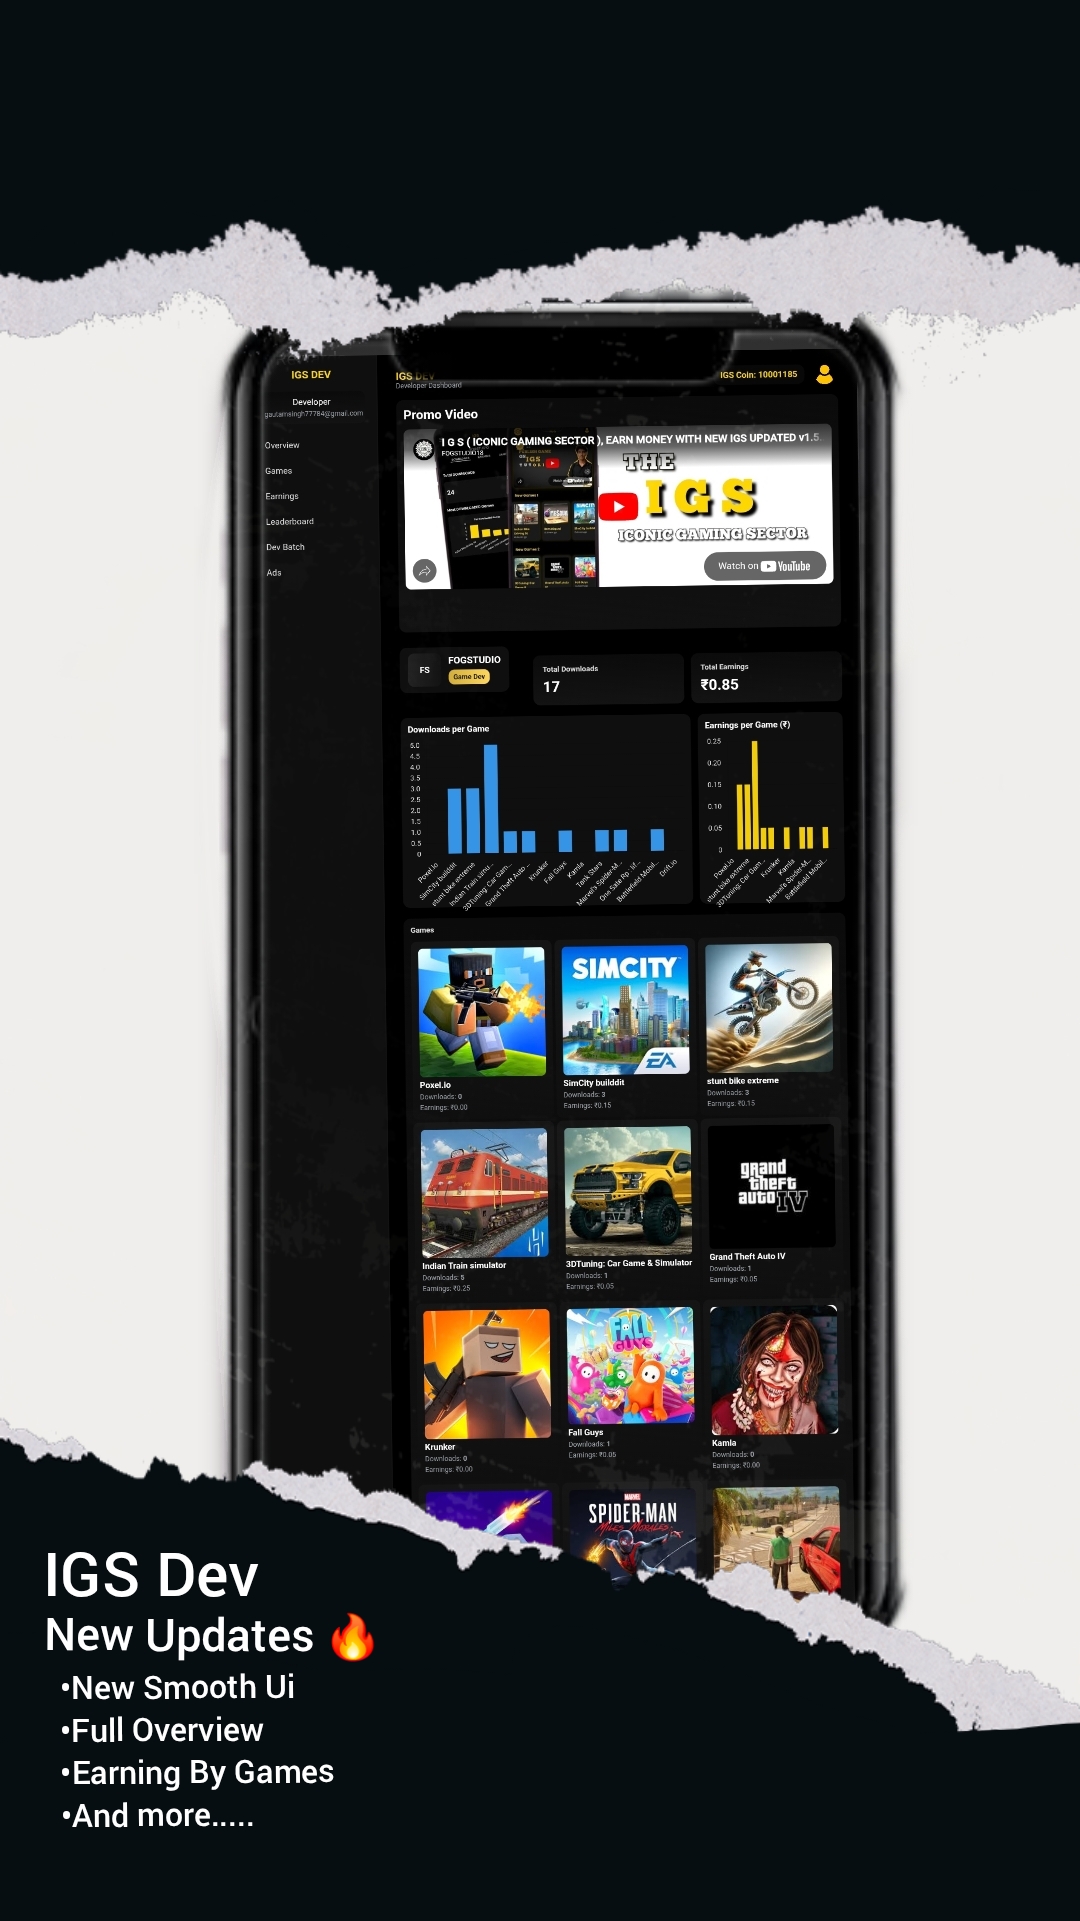 IGS DEV
Developer
gautamsingh77784@gmail.com
Overview
Games
Earnings
Leaderboard
Dev Batch
Ads
IGS DEV
Developer Dashboard
IGS Coin: 10001185
Promo Video
I G S ( ICONIC GAMING SECTOR ), EARN MONEY WITH NEW IGS UPDATED v1.5
FOGSTUDIO18
24
THE
IGS
ICONIC GAMING SECTOR
Watch on YouTube
FS
FOGSTUDIO
Game Dev
Total Downloads
17
Total Earnings
₹0.85
Downloads per Game
5.0
4.5
4.0
3.5
3.0
2.5
2.0
1.5
1.0
0.5
0
Poxel.io
SimCity builddit
stunt bike extreme
Indian Train simu...
3DTuning: Car Gam...
Grand Theft Auto ...
Krunker
Fall Guys
Kamla
Tank Stars
Marvel's Spider-M...
One State Rp - lif...
Battlefield Mobil...
Drift.io
Earnings per Game (₹)
0.25
0.20
0.15
0.10
0.05
0
Poxel.io
stunt bike extreme
3DTuning: Car Gam...
Krunker
Kamla
Marvel's Spider-M...
Battlefield Mobil...
Games
SIMCITY
EA
Poxel.io
Downloads: 0
Earnings: ₹0.00
SimCity builddit
Downloads: 3
Earnings: ₹0.15
stunt bike extreme
Downloads: 3
Earnings: ₹0.15
grand
theft
auto IV
Indian Train simulator
Downloads: 5
Earnings: ₹0.25
3DTuning: Car Game & Simulator
Downloads: 1
Earnings: ₹0.05
Grand Theft Auto IV
Downloads: 1
Earnings: ₹0.05
FALL
GUYS
Krunker
Downloads: 0
Earnings: ₹0.00
Fall Guys
Downloads: 1
Earnings: ₹0.05
Kamla
Downloads: 0
Earnings: ₹0.00
MARVEL
SPIDER-MAN
MILES MORALES
IGS Dev
New Updates 🔥
•New Smooth Ui
•Full Overview
•Earning By Games
•And more.....